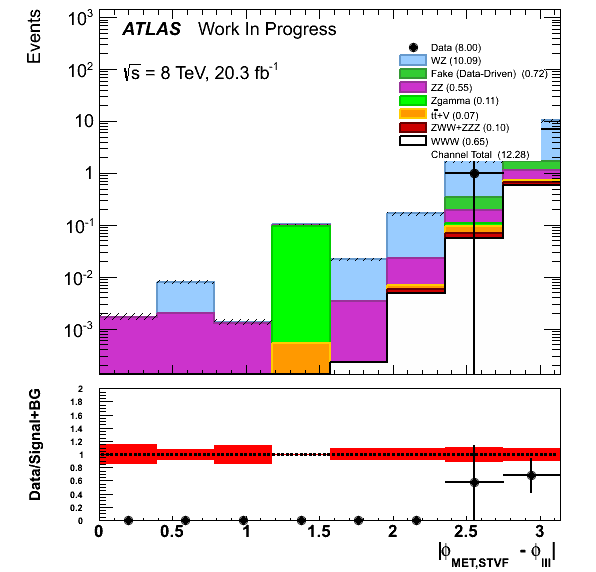 Events
10³
10²
10
1
10⁻¹
10⁻²
10⁻³
ATLAS Work In Progress
√s = 8 TeV, 20.3 fb⁻¹
Data (8.00)
WZ (10.09)
Fake (Data-Driven) (0.72)
ZZ (0.55)
Zgamma (0.11)
tt̄+V (0.07)
ZWW+ZZZ (0.10)
WWW (0.65)
Channel Total (12.28)
Data/Signal+BG
2
1.8
1.6
1.4
1.2
1
0.8
0.6
0.4
0.2
0
0 0.5 1 1.5 2 2.5 3
|ϕMET,STVF - ϕlll|